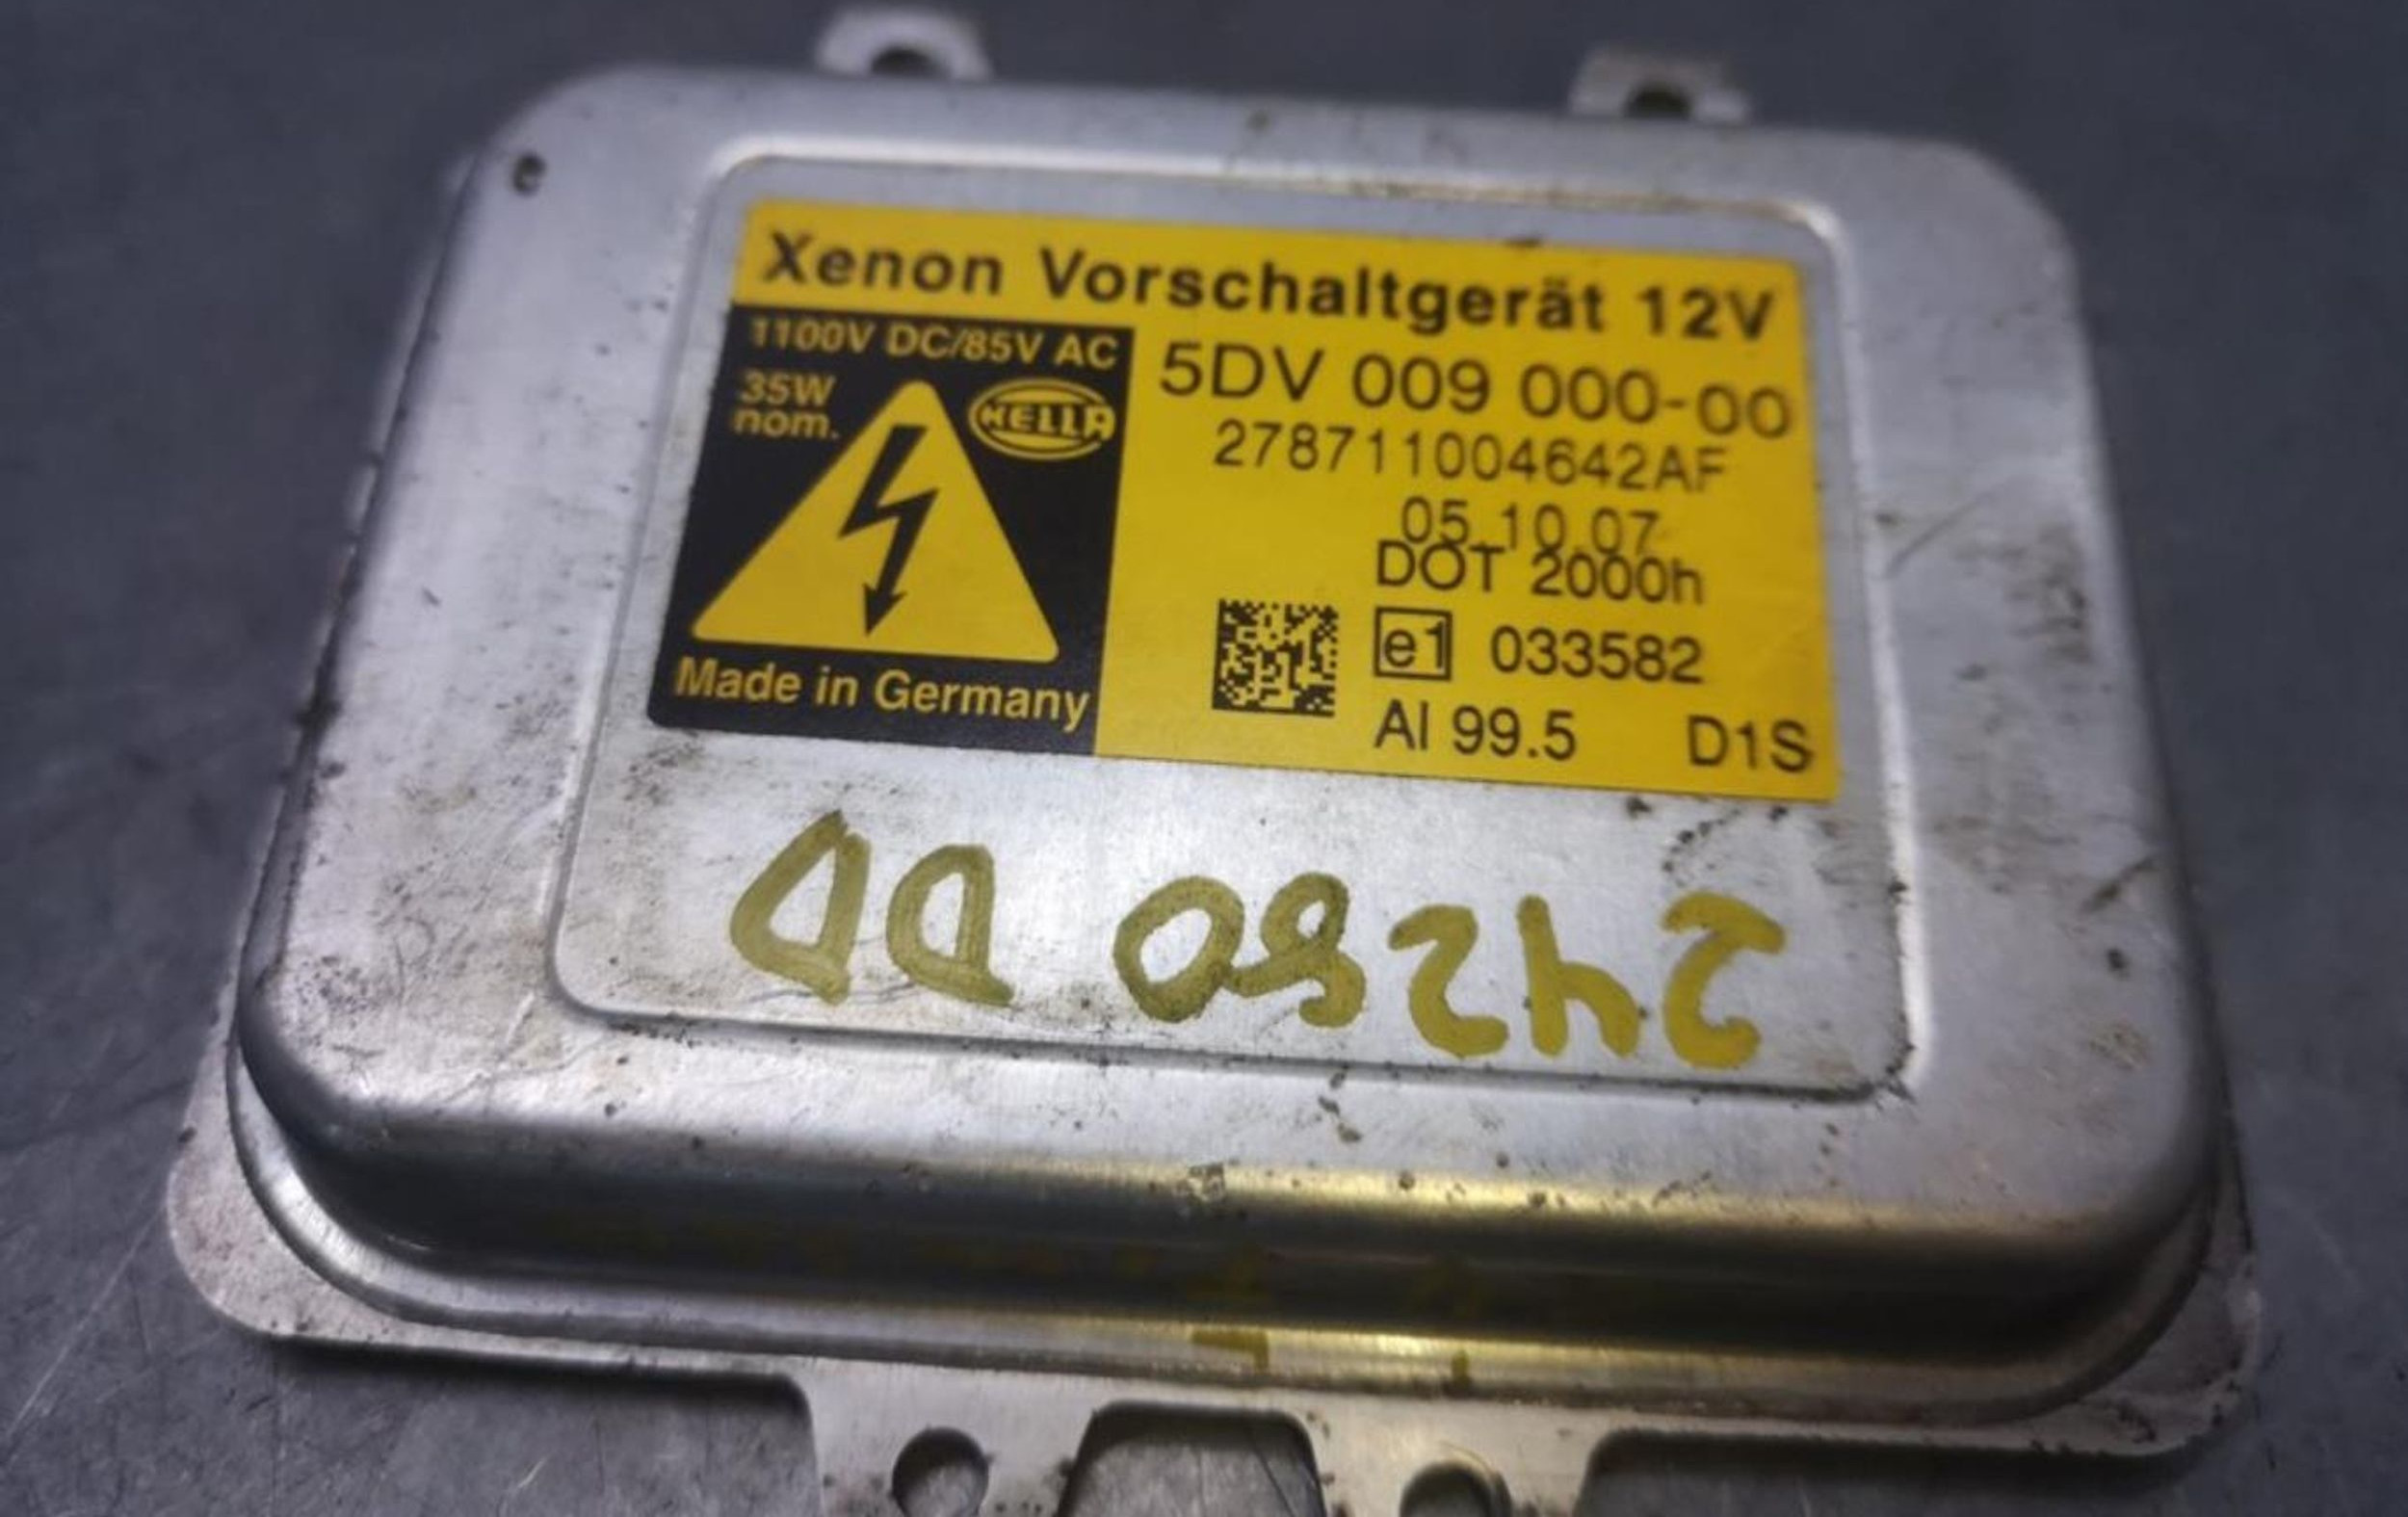 Xenon Vorschaltgerät 12V
1100V DC/85V AC
35W
nom.
HELLA
Made in Germany
5DV 009 000-00
278711004642AF
05.10.07
DOT 2000h
e1 033582
Al 99.5 D1S
DD